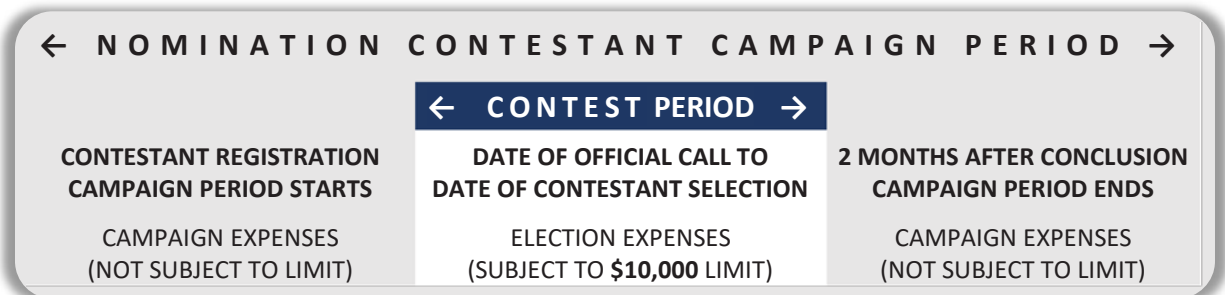 ← NOMINATION CONTESTANT CAMPAIGN PERIOD →
← CONTEST PERIOD →
CONTESTANT REGISTRATION
CAMPAIGN PERIOD STARTS
CAMPAIGN EXPENSES
(NOT SUBJECT TO LIMIT)
DATE OF OFFICIAL CALL TO
DATE OF CONTESTANT SELECTION
ELECTION EXPENSES
(SUBJECT TO $10,000 LIMIT)
2 MONTHS AFTER CONCLUSION
CAMPAIGN PERIOD ENDS
CAMPAIGN EXPENSES
(NOT SUBJECT TO LIMIT)